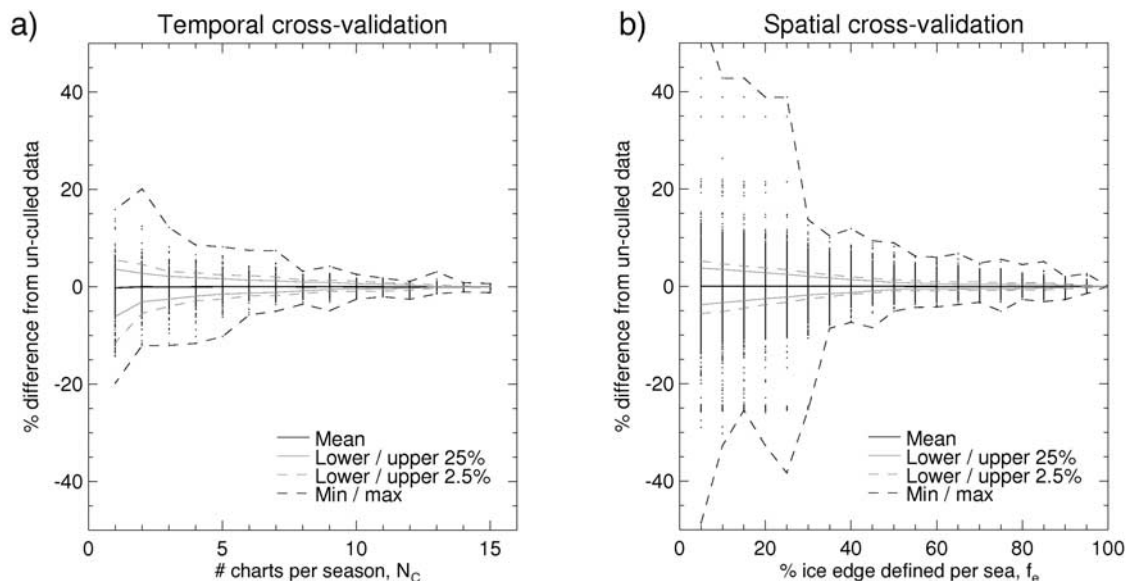 a)
Temporal cross-validation
% difference from un-culled data
40
20
0
-20
-40
Mean
Lower / upper 25%
Lower / upper 2.5%
Min / max
0 5 10 15
# charts per season, N_C
b)
Spatial cross-validation
% difference from un-culled data
40
20
0
-20
-40
Mean
Lower / upper 25%
Lower / upper 2.5%
Min / max
0 20 40 60 80 100
% ice edge defined per sea, f_e